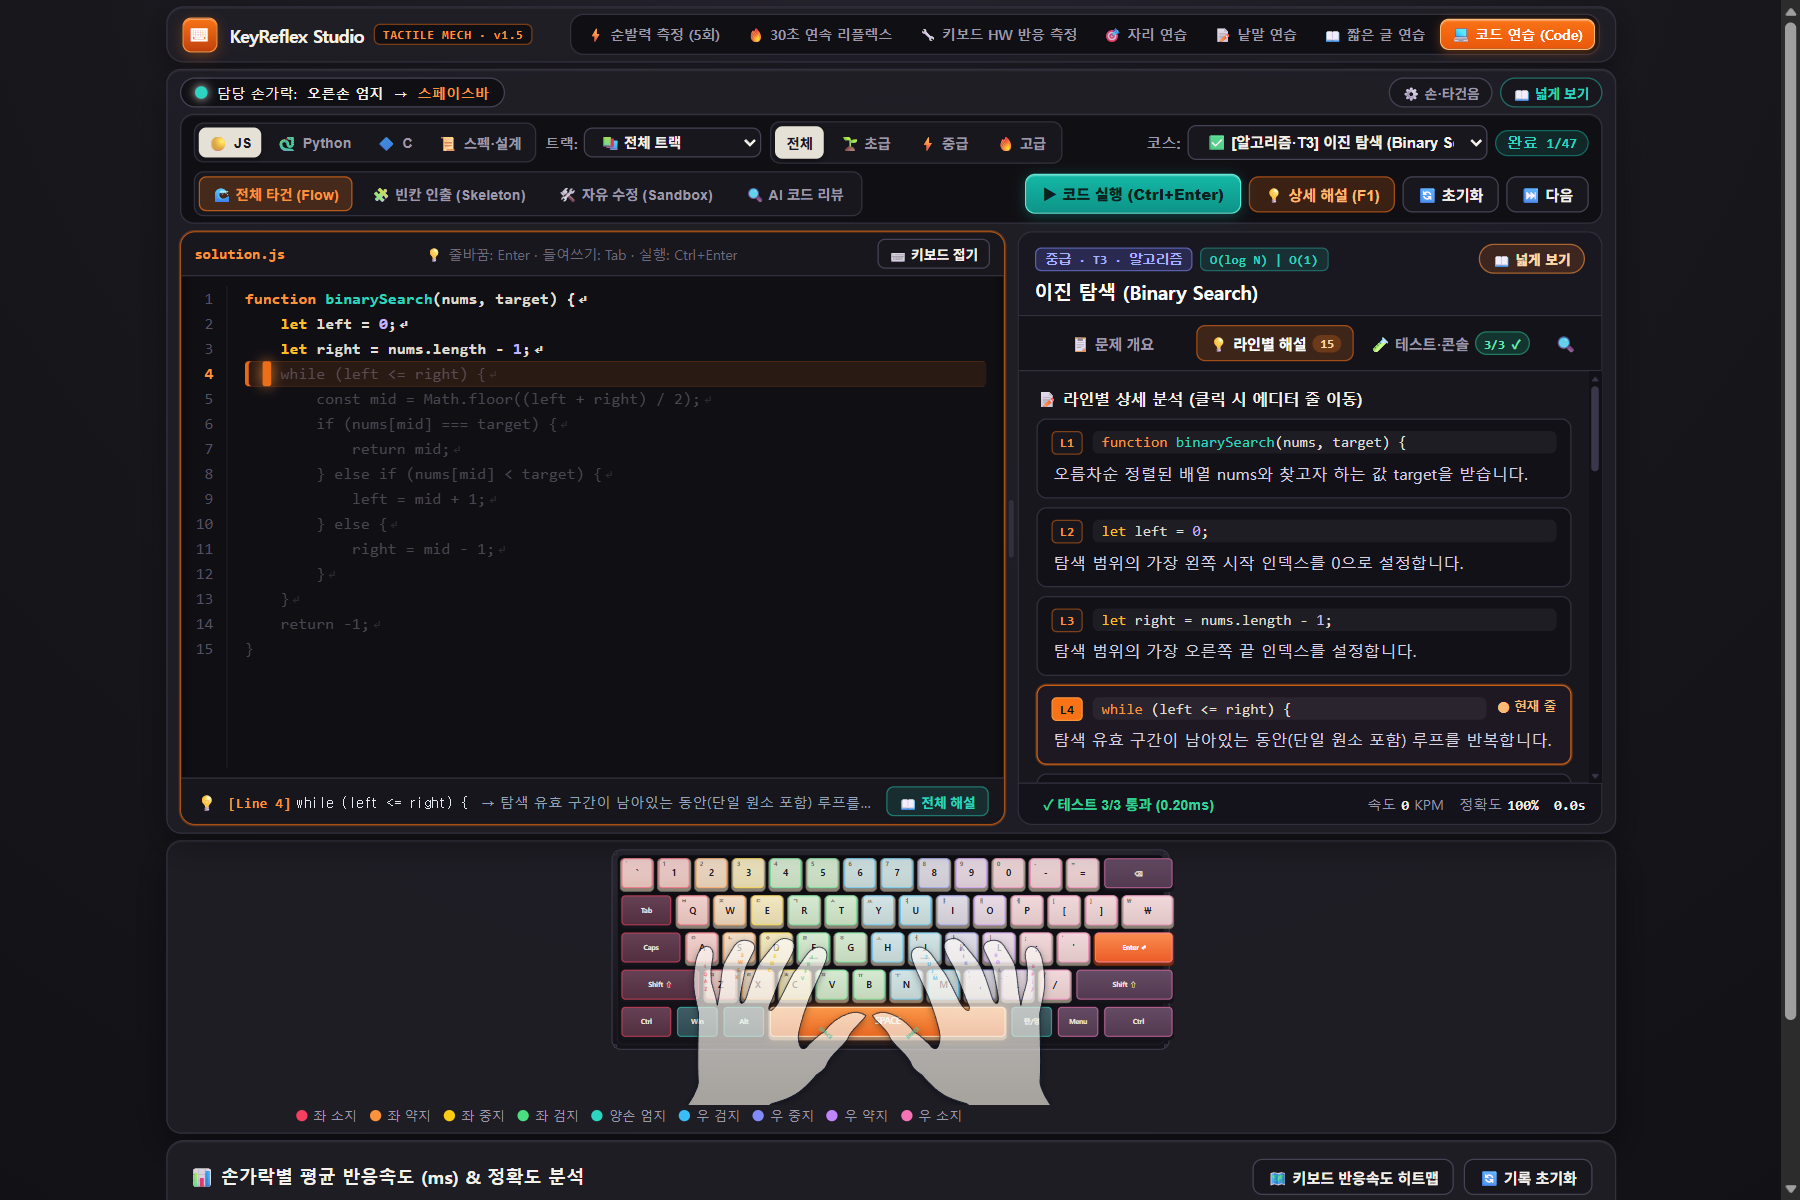 KeyReflex Studio TACTILE MECH · v1.5 순발력 측정 (5회) 30초 연속 리플렉스 키보드 HW 반응 측정 자리 연습 낱말 연습 짧은 글 연습 코드 연습 (Code)
담당 손가락: 오른손 엄지 → 스페이스바 손·타건음 넓게 보기
JS Python C 스펙·설계 트랙: 전체 트랙 전체 초급 중급 고급 코스: [알고리즘·T3] 이진 탐색 (Binary S 완료 1/47
전체 타건 (Flow) 빈칸 인출 (Skeleton) 자유 수정 (Sandbox) AI 코드 리뷰 ▶ 코드 실행 (Ctrl+Enter) 상세 해설 (F1) 초기화 다음
solution.js 줄바꿈: Enter · 들여쓰기: Tab · 실행: Ctrl+Enter 키보드 접기
1 function binarySearch(nums, target) {↵
2 let left = 0;↵
3 let right = nums.length - 1;↵
4 while (left <= right) {↵
5 const mid = Math.floor((left + right) / 2);↵
6 if (nums[mid] === target) {↵
7 return mid;↵
8 } else if (nums[mid] < target) {↵
9 left = mid + 1;↵
10 } else {↵
11 right = mid - 1;↵
12 }↵
13 }↵
14 return -1;↵
15 }
[Line 4] while (left <= right) { → 탐색 유효 구간이 남아있는 동안(단일 원소 포함) 루프를... 전체 해설
중급 · T3 · 알고리즘 O(log N) | O(1) 넓게 보기
이진 탐색 (Binary Search)
문제 개요 라인별 해설 15 테스트·콘솔 3/3 ✓
라인별 상세 분석 (클릭 시 에디터 줄 이동)
L1 function binarySearch(nums, target) {
오름차순 정렬된 배열 nums와 찾고자 하는 값 target을 받습니다.
L2 let left = 0;
탐색 범위의 가장 왼쪽 시작 인덱스를 0으로 설정합니다.
L3 let right = nums.length - 1;
탐색 범위의 가장 오른쪽 끝 인덱스를 설정합니다.
L4 while (left <= right) { 현재 줄
탐색 유효 구간이 남아있는 동안(단일 원소 포함) 루프를 반복합니다.
✓ 테스트 3/3 통과 (0.20ms) 속도 0 KPM 정확도 100% 0.0s
` 1 2 3 4 5 6 7 8 9 0 - = ⌫
Tab Q W E R T Y U I O P [ ] ₩
Caps A S D F G H J K L ; ' Enter ↵
Shift ⇧ Z X C V B N M / Shift ⇧
Ctrl Win Alt SPACE 한/영 Menu Ctrl
좌 소지 좌 약지 좌 중지 좌 검지 양손 엄지 우 검지 우 중지 우 약지 우 소지
손가락별 평균 반응속도 (ms) & 정확도 분석 키보드 반응속도 히트맵 기록 초기화